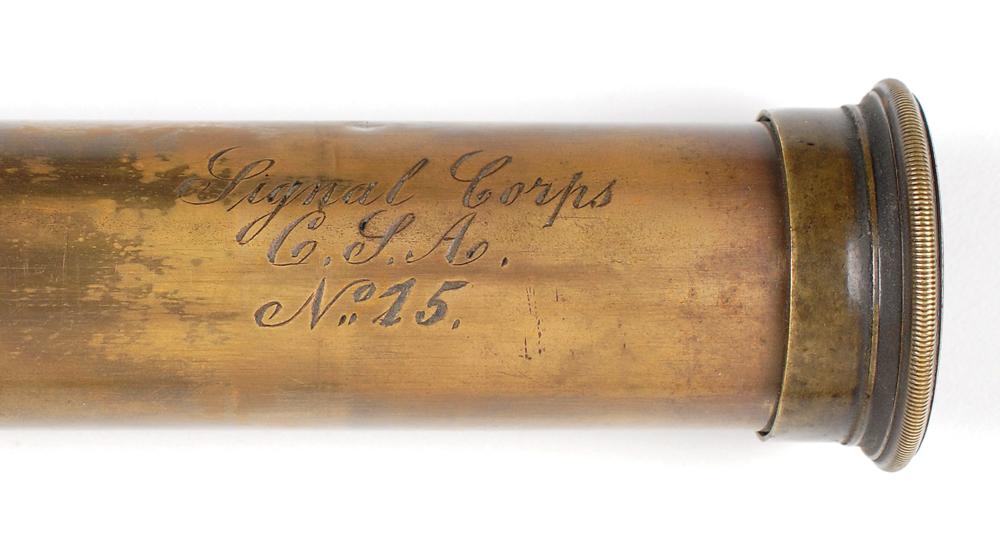 Signal Corps
C.S.A.
No. 15.